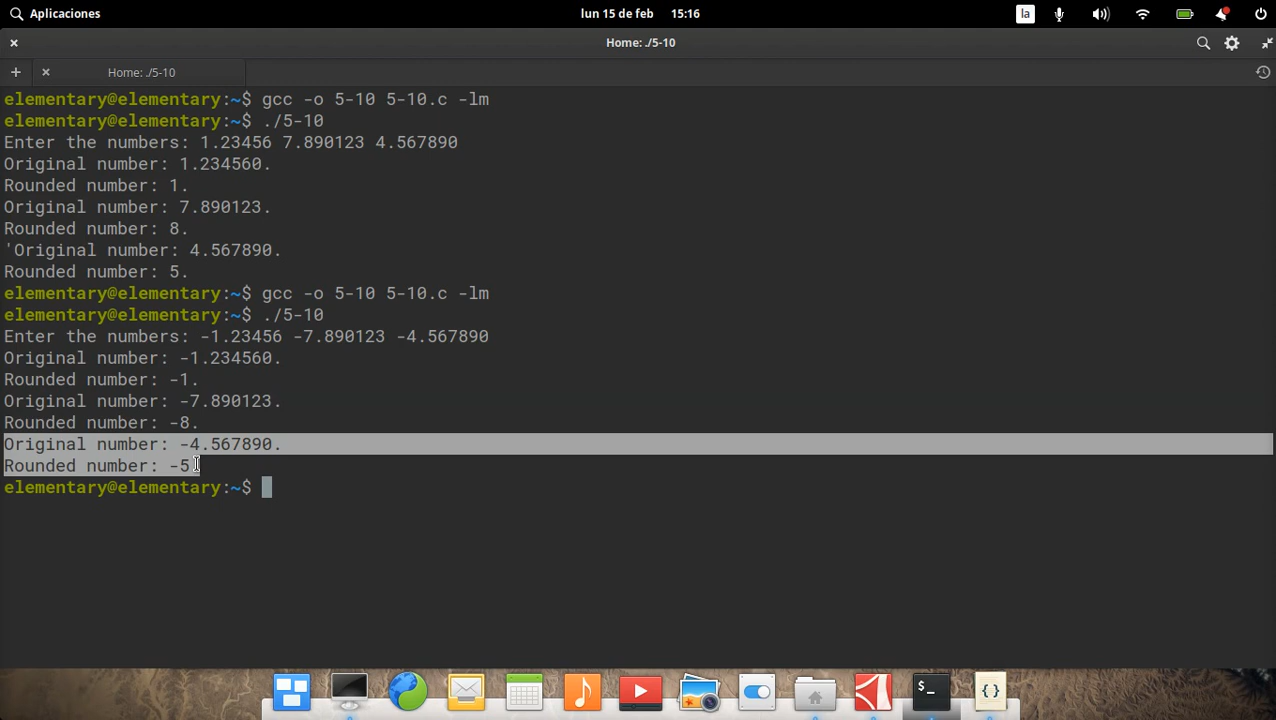 Aplicaciones
lun 15 de feb 15:16
la
Home: ./5-10
Home: ./5-10
elementary@elementary:~$ gcc -o 5-10 5-10.c -lm
elementary@elementary:~$ ./5-10
Enter the numbers: 1.23456 7.890123 4.567890
Original number: 1.234560.
Rounded number: 1.
Original number: 7.890123.
Rounded number: 8.
'Original number: 4.567890.
Rounded number: 5.
elementary@elementary:~$ gcc -o 5-10 5-10.c -lm
elementary@elementary:~$ ./5-10
Enter the numbers: -1.23456 -7.890123 -4.567890
Original number: -1.234560.
Rounded number: -1.
Original number: -7.890123.
Rounded number: -8.
Original number: -4.567890.
Rounded number: -5.
elementary@elementary:~$